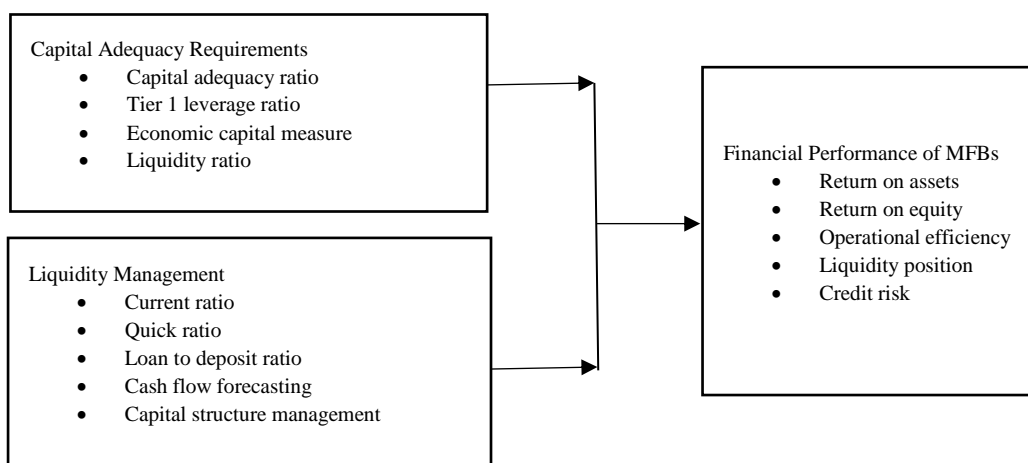 Capital Adequacy Requirements
• Capital adequacy ratio
• Tier 1 leverage ratio
• Economic capital measure
• Liquidity ratio
Liquidity Management
• Current ratio
• Quick ratio
• Loan to deposit ratio
• Cash flow forecasting
• Capital structure management
Financial Performance of MFBs
• Return on assets
• Return on equity
• Operational efficiency
• Liquidity position
• Credit risk